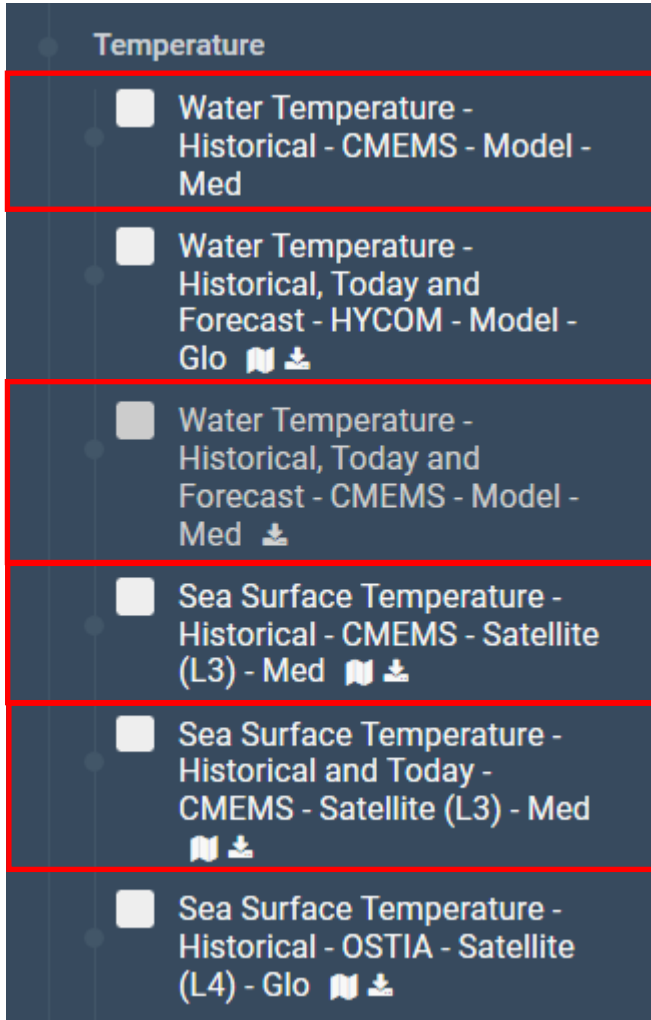 Temperature
Water Temperature -
Historical - CMEMS - Model -
Med
Water Temperature -
Historical, Today and
Forecast - HYCOM - Model -
Glo
Water Temperature -
Historical, Today and
Forecast - CMEMS - Model -
Med
Sea Surface Temperature -
Historical - CMEMS - Satellite
(L3) - Med
Sea Surface Temperature -
Historical and Today -
CMEMS - Satellite (L3) - Med
Sea Surface Temperature -
Historical - OSTIA - Satellite
(L4) - Glo